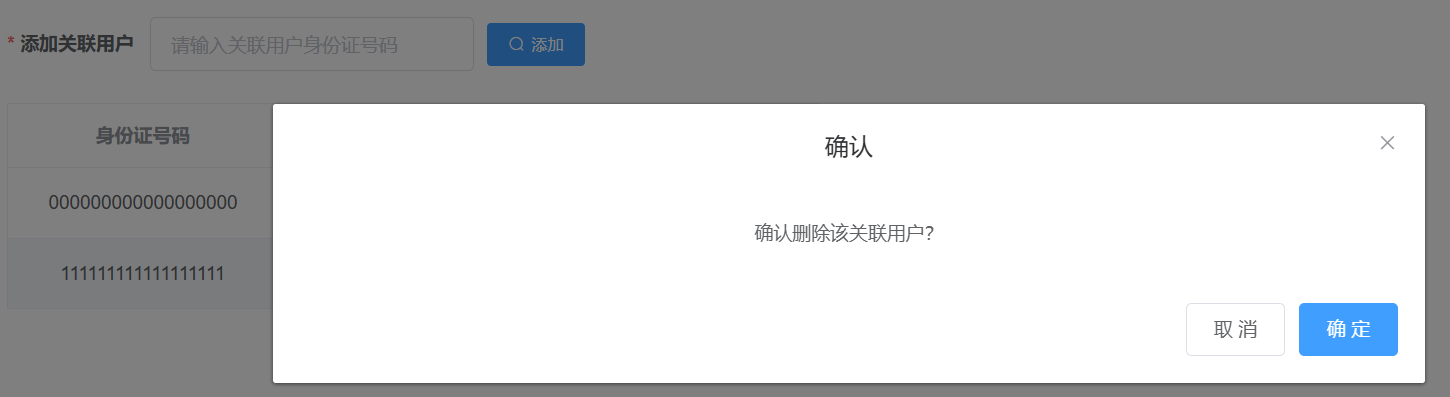 * 添加关联用户 请输入关联用户身份证号码 添加
身份证号码
000000000000000000
111111111111111111
确认
确认删除该关联用户?
取 消 确 定